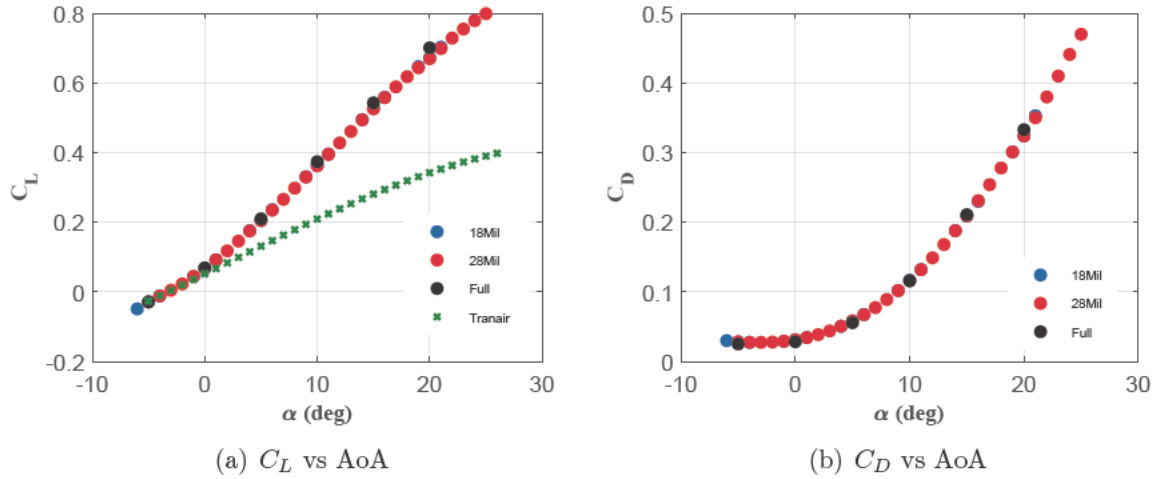 0.8
0.6
0.4
0.2
0
-0.2
C_L
-10
0
10
20
30
α (deg)
18Mil
28Mil
Full
Tranair
(a) C_L vs AoA
0.5
0.4
0.3
0.2
0.1
0
C_D
-10
0
10
20
30
α (deg)
18Mil
28Mil
Full
(b) C_D vs AoA